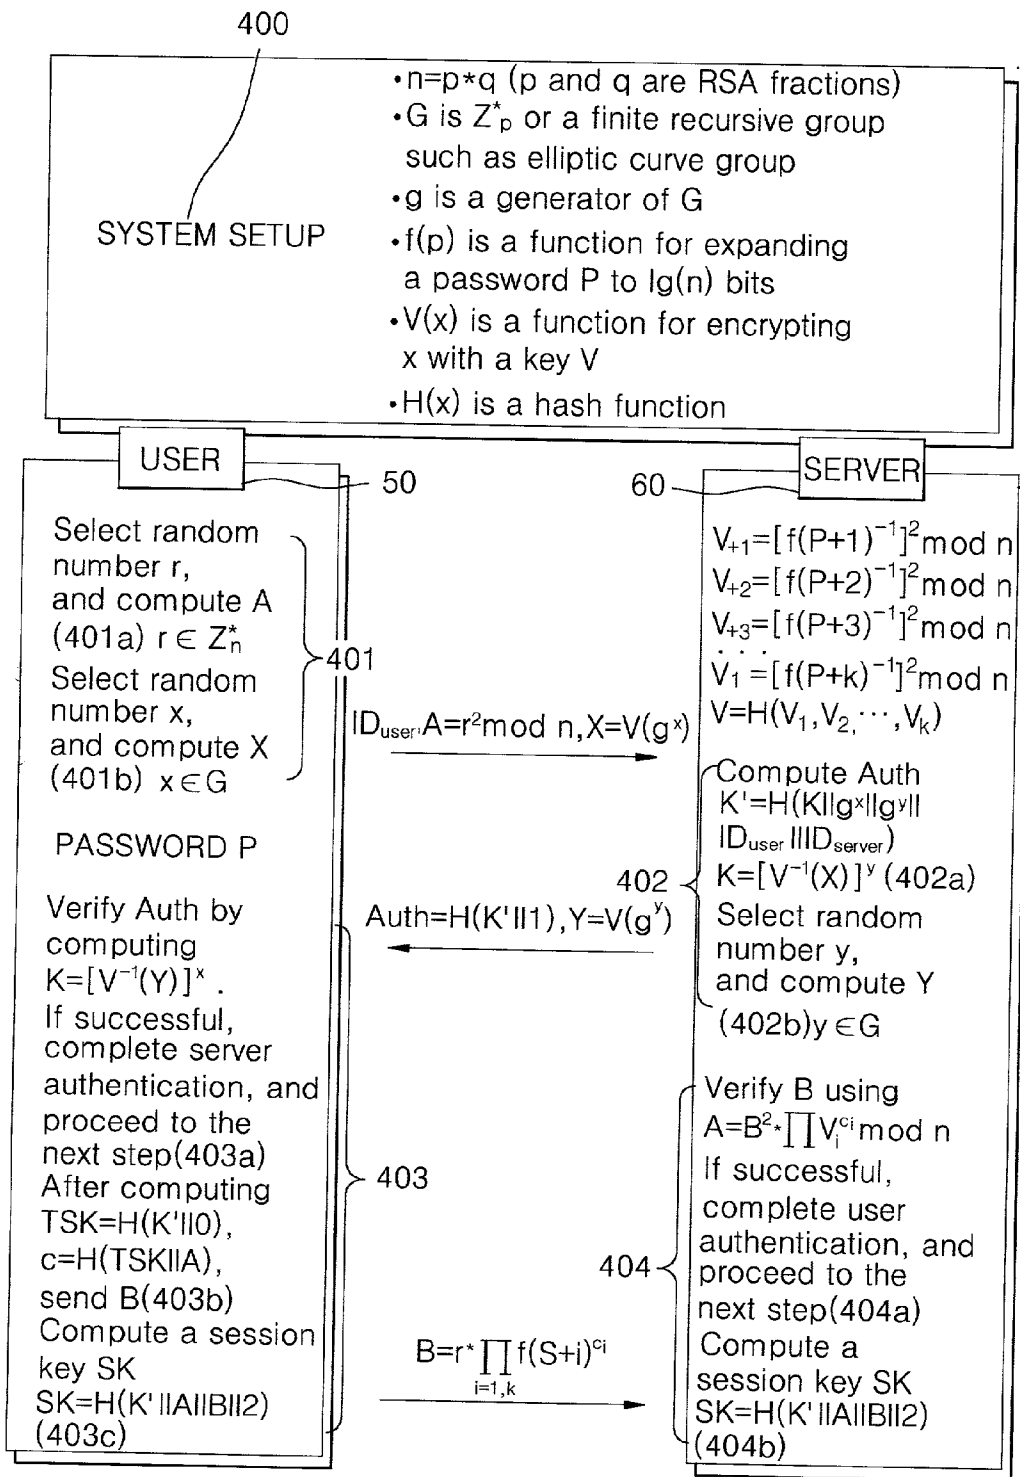 400
SYSTEM SETUP
•n=p*q (p and q are RSA fractions)
•G is Z*p or a finite recursive group
such as elliptic curve group
•g is a generator of G
•f(p) is a function for expanding
a password P to lg(n) bits
•V(x) is a function for encrypting
x with a key V
•H(x) is a hash function
USER
50
Select random
number r,
and compute A
(401a) r ∈ Z*n
Select random
number x,
and compute X
(401b) x∈G
401
PASSWORD P
Verify Auth by
computing
K=[V⁻¹(Y)]ˣ .
If successful,
complete server
authentication, and
proceed to the
next step(403a)
After computing
TSK=H(K'||0),
c=H(TSK||A),
send B(403b)
Compute a session
key SK
SK=H(K'||A||B||2)
(403c)
403
IDuser,A=r²mod n,X=V(gˣ)
Auth=H(K'||1),Y=V(gʸ)
B=r*∏f(S+i)ᶜⁱ
i=1,k
SERVER
60
V+1=[f(P+1)⁻¹]²mod n
V+2=[f(P+2)⁻¹]²mod n
V+3=[f(P+3)⁻¹]²mod n
. . .
V1 =[f(P+k)⁻¹]²mod n
V=H(V1,V2,⋯,Vk)
Compute Auth
K'=H(K||gˣ||gʸ||
IDuser|||IDserver)
K=[V⁻¹(X)]ʸ (402a)
Select random
number y,
and compute Y
(402b)y∈G
402
Verify B using
A=B²*∏Viᶜⁱmod n
If successful,
complete user
authentication, and
proceed to the
next step(404a)
Compute a
session key SK
SK=H(K'||A||B||2)
(404b)
404